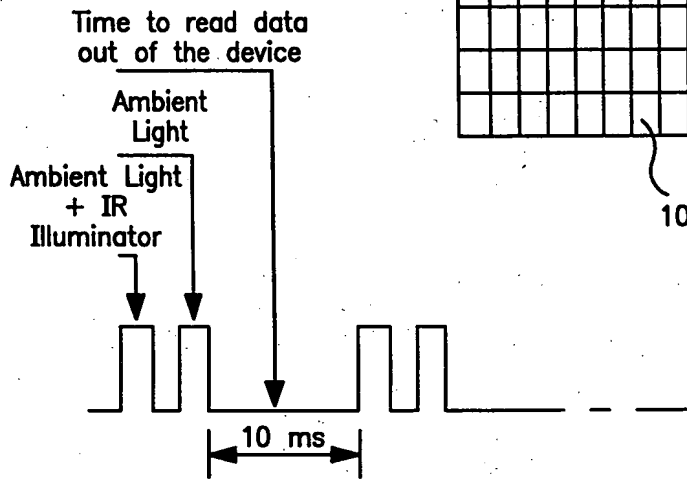 Time to read data
out of the device
Ambient
Light
Ambient Light
+ IR
Illuminator
10
10 ms